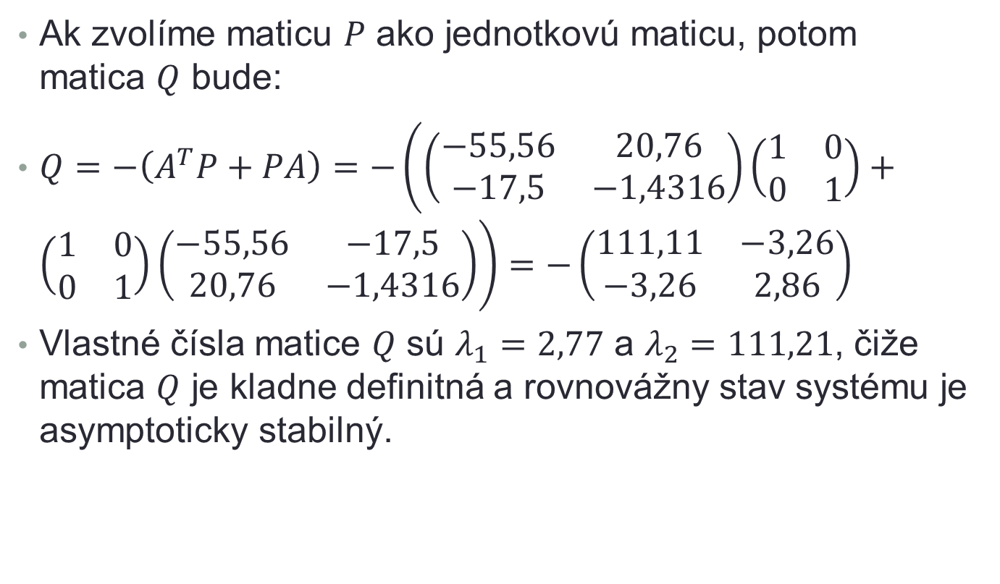 • Ak zvolíme maticu 𝑃 ako jednotkovú maticu, potom
matica 𝑄 bude:
• $Q = -(A^T P + PA) = -\left(\begin{pmatrix} -55,56 & 20,76 \\ -17,5 & -1,4316 \end{pmatrix}\begin{pmatrix} 1 & 0 \\ 0 & 1 \end{pmatrix} +\right.$
$\left.\begin{pmatrix} 1 & 0 \\ 0 & 1 \end{pmatrix}\begin{pmatrix} -55,56 & -17,5 \\ 20,76 & -1,4316 \end{pmatrix}\right) = -\begin{pmatrix} 111,11 & -3,26 \\ -3,26 & 2,86 \end{pmatrix}$
• Vlastné čísla matice 𝑄 sú $\lambda_1 = 2,77$ a $\lambda_2 = 111,21$, čiže
matica 𝑄 je kladne definitná a rovnovážny stav systému je
asymptoticky stabilný.